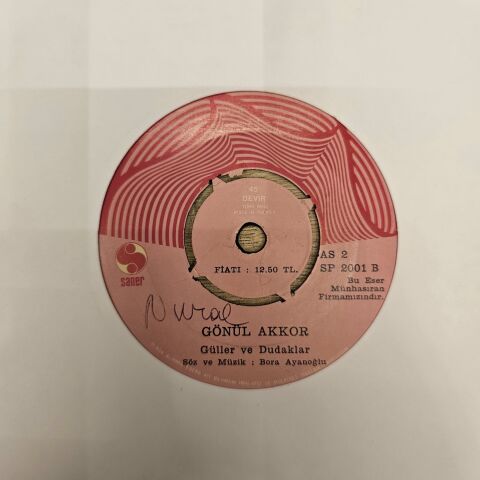 45
DEVİR
FİATI : 12.50 TL.
saner
AS 2
SP 2001 B
Bu Eser
Münhasıran
Firmamızındır.
Nural
GÖNÜL AKKOR
Güller ve Dudaklar
Söz ve Müzik : Bora Ayanoğlu